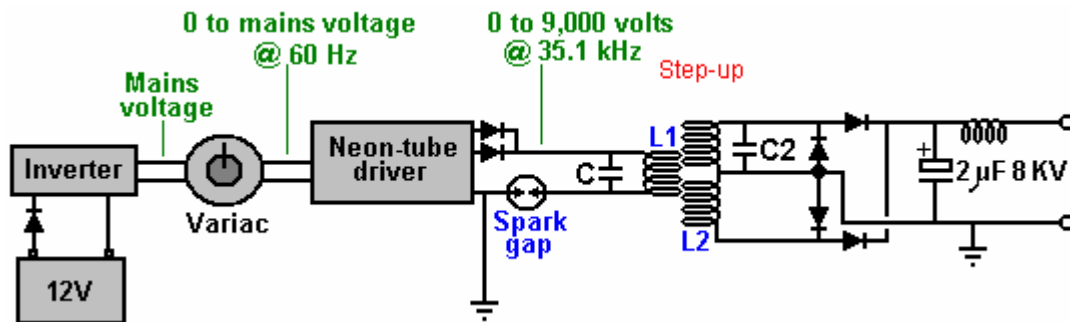 0 to mains voltage
@ 60 Hz
0 to 9,000 volts
@ 35.1 kHz
Step-up
Mains
voltage
Inverter
Variac
Neon-tube
driver
C
Spark
gap
L1
L2
C2
+
2 µF 8 KV
12V